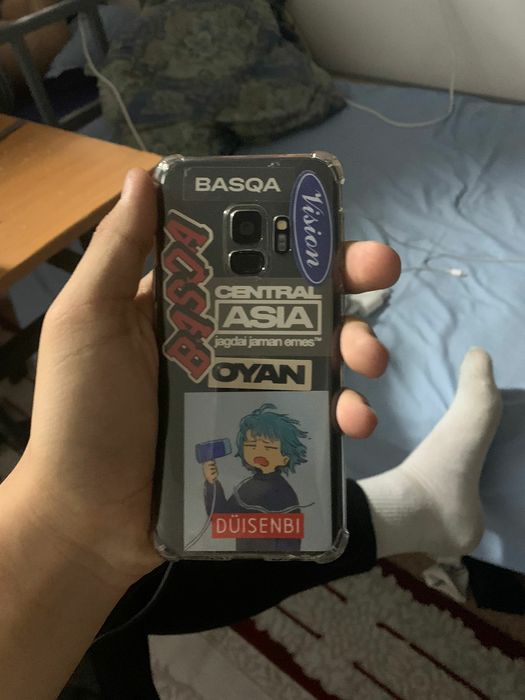 BASQA
Vision
BASQA
CENTRAL
ASIA
jagdai jaman emes™
OYAN
DÜISENBI